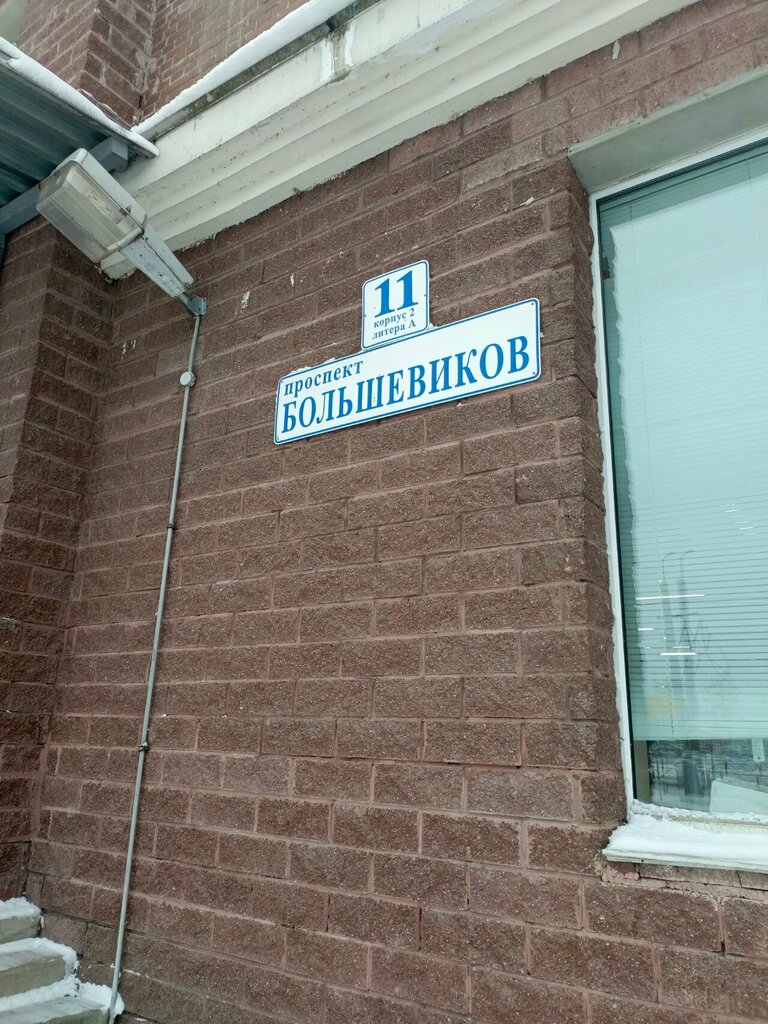 11
корпус 2
литера А
проспект
БОЛЬШЕВИКОВ